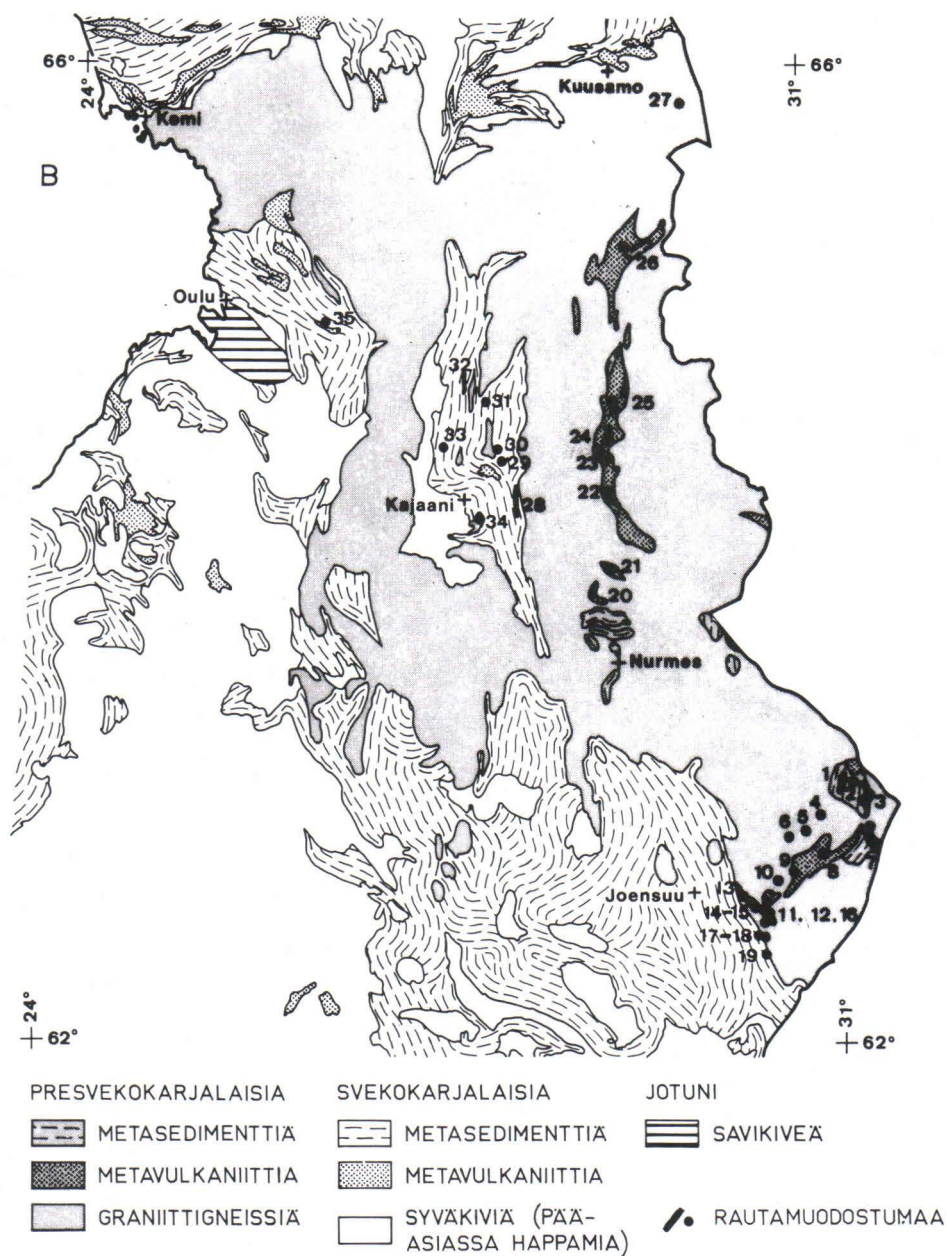 66°
24°
66°
31°
Kemi
Kuusamo
27
B
26
Oulu
35
32
31
25
33
30
29
24
23
22
Kajaani
28
34
21
20
Nurmes
1
2
3
4
6
5
9
8
7
10
Joensuu
13
14-15
11. 12. 16
17-18
19
24°
62°
31°
62°
PRESVEKOKARJALAISIA
METASEDIMENTTIÄ
METAVULKANIITTIA
GRANIITTIGNEISSIÄ
SVEKOKARJALAISIA
METASEDIMENTTIÄ
METAVULKANIITTIA
SYVÄKIVIÄ (PÄÄ-
ASIASSA HAPPAMIA)
JOTUNI
SAVIKIVEÄ
RAUTAMUODOSTUMAA